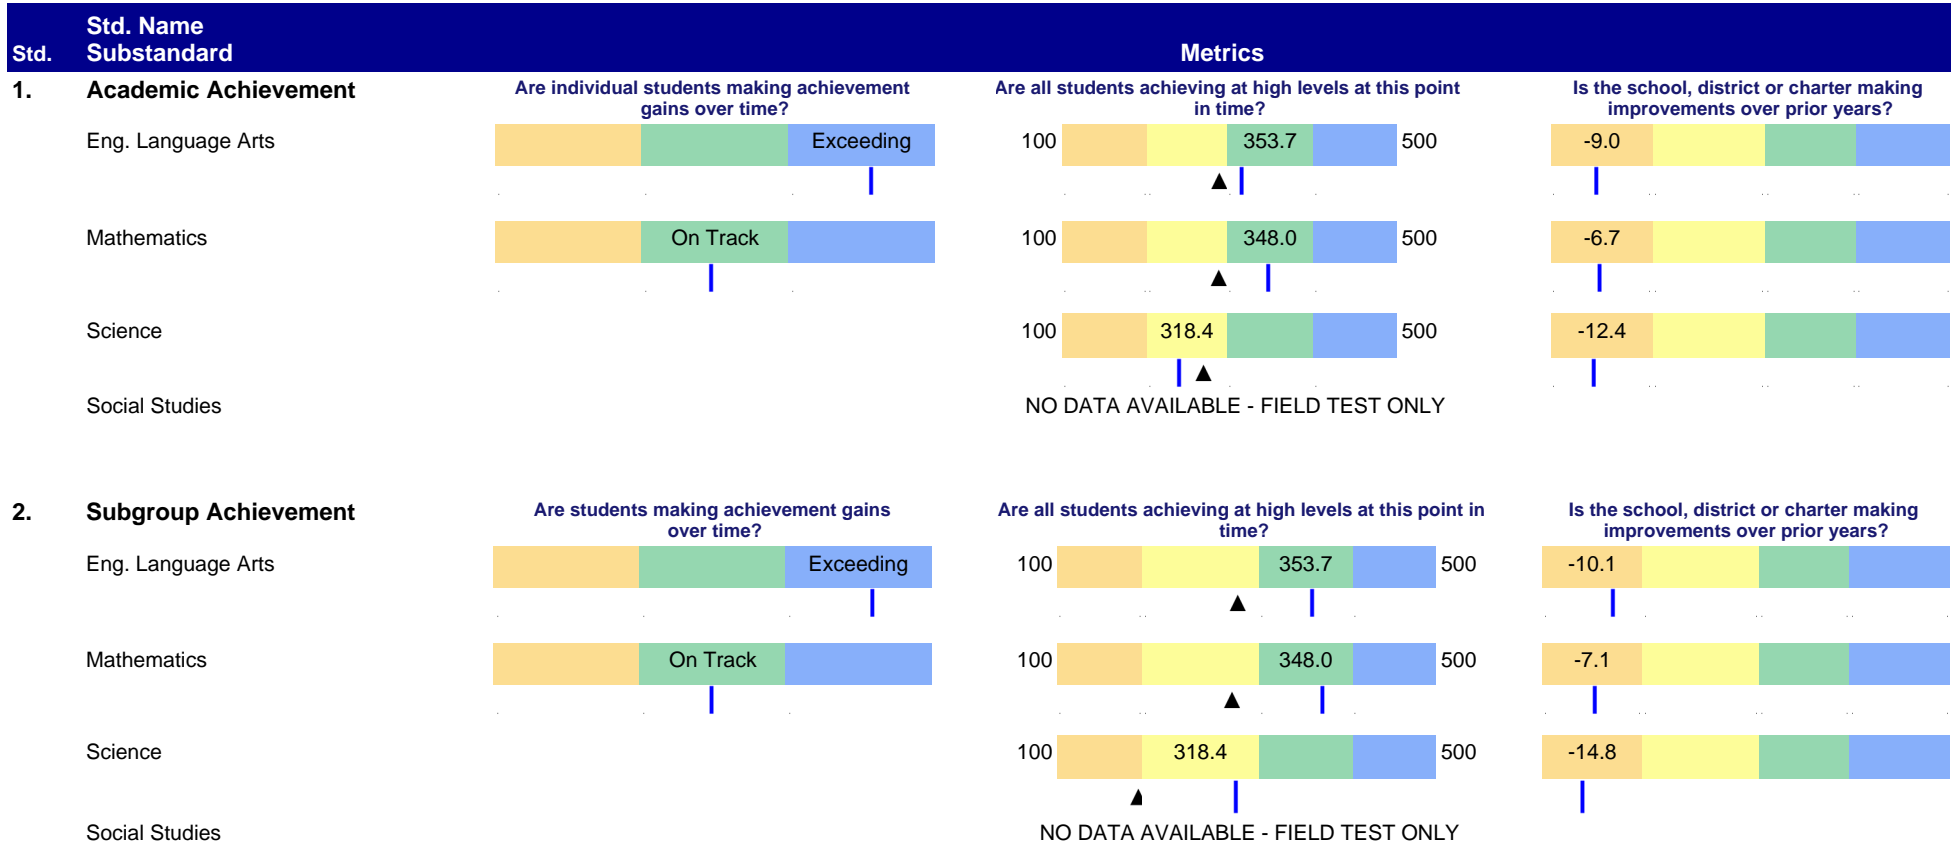 Std. Name
Std. Substandard Metrics
1. Academic Achievement
Are individual students making achievement
gains over time?
Are all students achieving at high levels at this point
in time?
Is the school, district or charter making
improvements over prior years?
Eng. Language Arts Exceeding 100 353.7 500 -9.0
Mathematics On Track 100 348.0 500 -6.7
Science 100 318.4 500 -12.4
Social Studies NO DATA AVAILABLE - FIELD TEST ONLY
2. Subgroup Achievement
Are students making achievement gains
over time?
Are all students achieving at high levels at this point in
time?
Is the school, district or charter making
improvements over prior years?
Eng. Language Arts Exceeding 100 353.7 500 -10.1
Mathematics On Track 100 348.0 500 -7.1
Science 100 318.4 500 -14.8
Social Studies NO DATA AVAILABLE - FIELD TEST ONLY